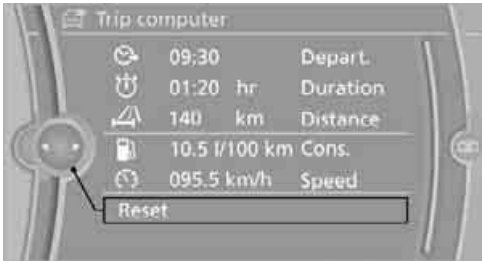 Trip computer
09:30 Depart.
01:20 hr Duration
140 km Distance
10.5 l/100 km Cons.
095.5 km/h Speed
Reset